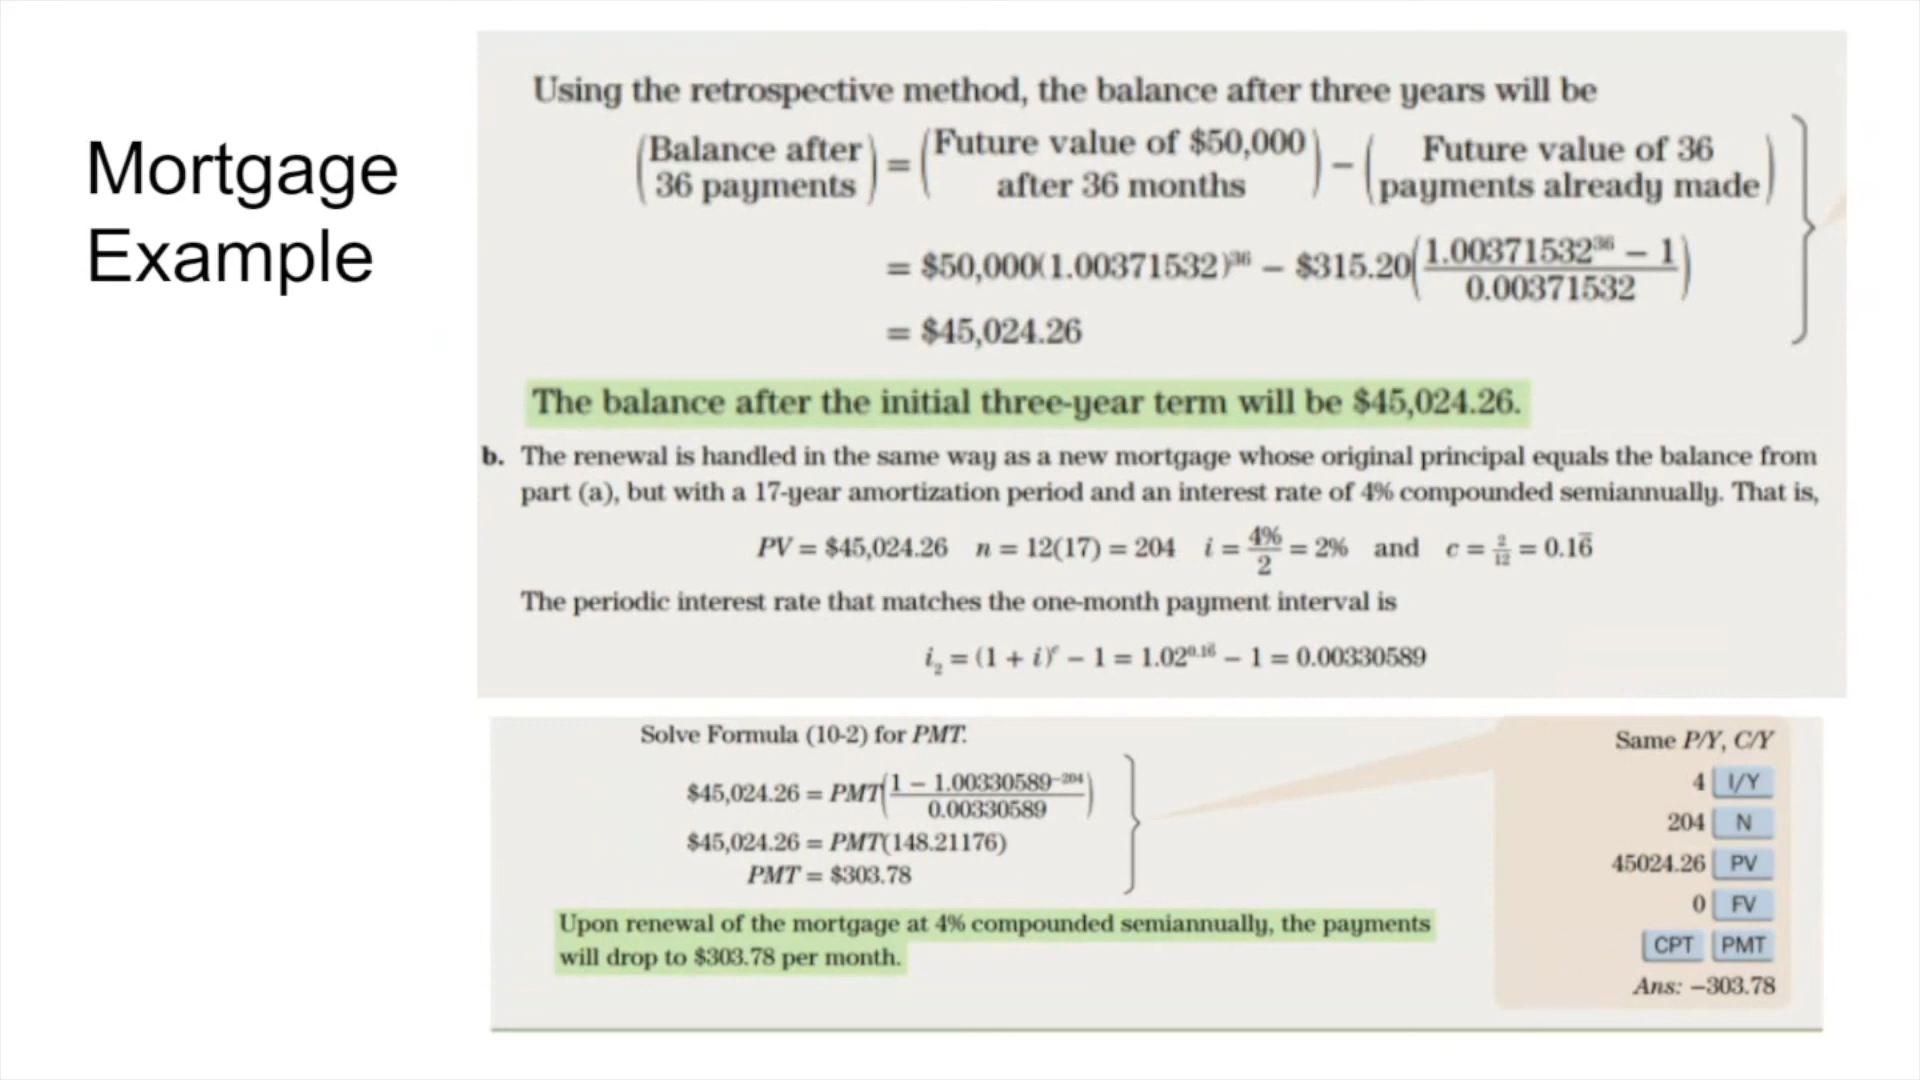 Mortgage
Example
Using the retrospective method, the balance after three years will be
(Balance after 36 payments) = (Future value of $50,000 after 36 months) − (Future value of 36 payments already made)
= $50,000(1.00371532)³⁶ − $315.20((1.00371532³⁶ − 1)/0.00371532)
= $45,024.26
The balance after the initial three-year term will be $45,024.26.
b. The renewal is handled in the same way as a new mortgage whose original principal equals the balance from
part (a), but with a 17-year amortization period and an interest rate of 4% compounded semiannually. That is,
PV = $45,024.26 n = 12(17) = 204 i = 4%/2 = 2% and c = 2/12 = 0.16̅
The periodic interest rate that matches the one-month payment interval is
i₂ = (1 + i)ᶜ − 1 = 1.02^0.16̅ − 1 = 0.00330589
Solve Formula (10-2) for PMT.
$45,024.26 = PMT((1 − 1.00330589⁻²⁰⁴)/0.00330589)
$45,024.26 = PMT(148.21176)
PMT = $303.78
Upon renewal of the mortgage at 4% compounded semiannually, the payments
will drop to $303.78 per month.
Same P/Y, C/Y
4 I/Y
204 N
45024.26 PV
0 FV
CPT PMT
Ans: −303.78